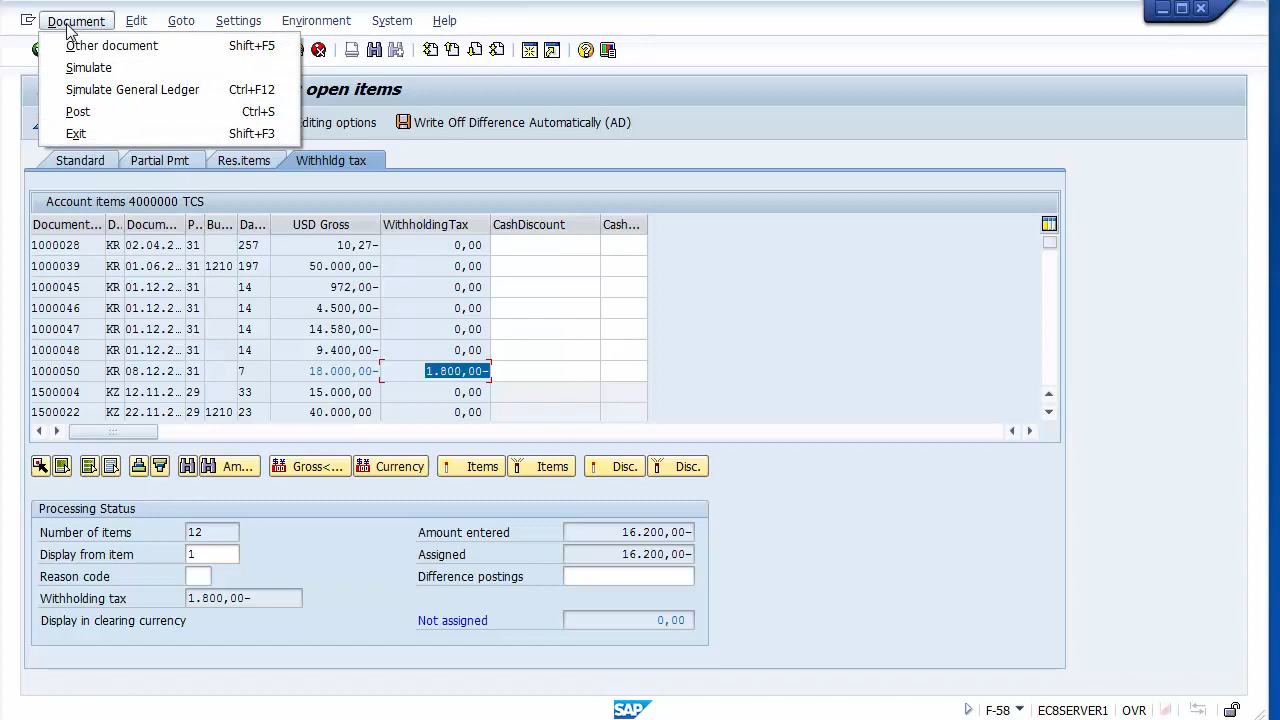 Document Edit Goto Settings Environment System Help
Other document Shift+F5
Simulate
Simulate General Ledger Ctrl+F12
Post Ctrl+S
Exit Shift+F3
open items
diting options Write Off Difference Automatically (AD)
Standard Partial Pmt Res.items Withhldg tax
Account items 4000000 TCS
Document... D.. Docum... P.. Bu... Da... USD Gross WithholdingTax CashDiscount Cash...
1000028 KR 02.04.2... 31 257 10,27- 0,00
1000039 KR 01.06.2... 31 1210 197 50.000,00- 0,00
1000045 KR 01.12.2... 31 14 972,00- 0,00
1000046 KR 01.12.2... 31 14 4.500,00- 0,00
1000047 KR 01.12.2... 31 14 14.580,00- 0,00
1000048 KR 01.12.2... 31 14 9.400,00- 0,00
1000050 KR 08.12.2... 31 7 18.000,00- 1.800,00-
1500004 KZ 12.11.2... 29 33 15.000,00 0,00
1500022 KZ 22.11.2... 29 1210 23 40.000,00 0,00
Am... Gross<... Currency Items Items Disc. Disc.
Processing Status
Number of items 12 Amount entered 16.200,00-
Display from item 1 Assigned 16.200,00-
Reason code Difference postings
Withholding tax 1.800,00-
Display in clearing currency Not assigned 0,00
SAP F-58 ECGSERVER1 OVR